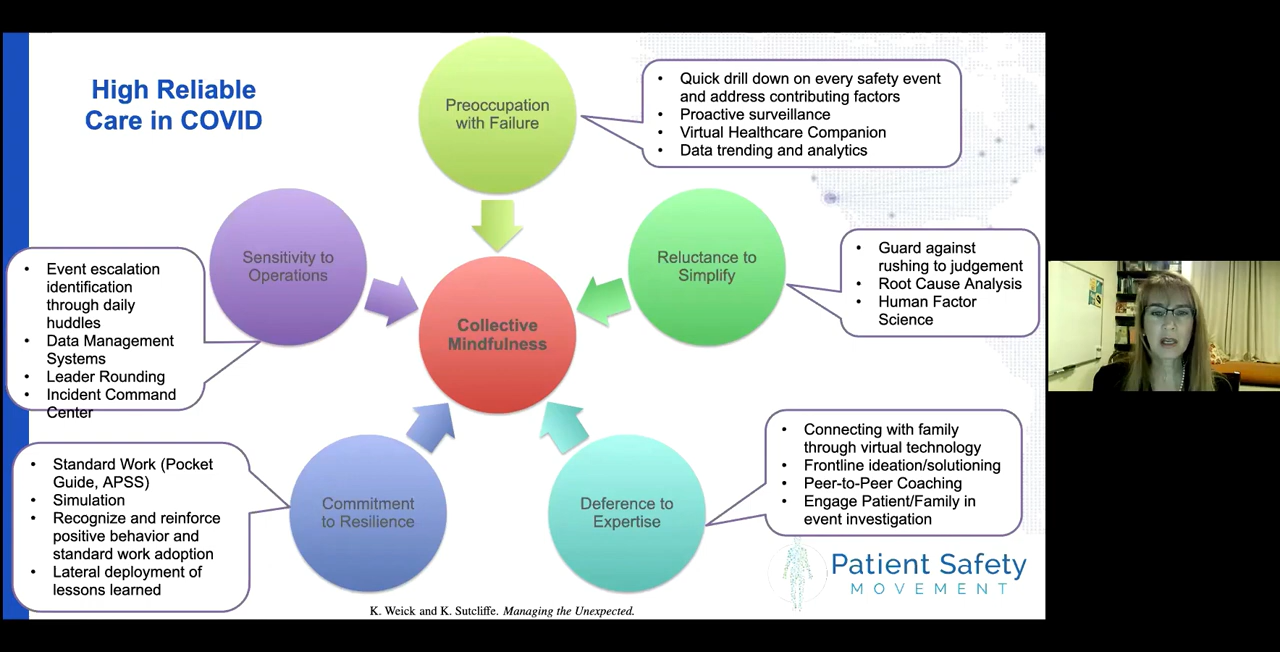 High Reliable
Care in COVID
Preoccupation
with Failure
• Quick drill down on every safety event
and address contributing factors
• Proactive surveillance
• Virtual Healthcare Companion
• Data trending and analytics
Sensitivity to
Operations
• Event escalation
identification
through daily
huddles
• Data Management
Systems
• Leader Rounding
• Incident Command
Center
Reluctance to
Simplify
• Guard against
rushing to judgement
• Root Cause Analysis
• Human Factor
Science
Collective
Mindfulness
Commitment
to Resilience
• Standard Work (Pocket
Guide, APSS)
• Simulation
• Recognize and reinforce
positive behavior and
standard work adoption
• Lateral deployment of
lessons learned
Deference to
Expertise
• Connecting with family
through virtual technology
• Frontline ideation/solutioning
• Peer-to-Peer Coaching
• Engage Patient/Family in
event investigation
Patient Safety
MOVEMENT
K. Weick and K. Sutcliffe. Managing the Unexpected.